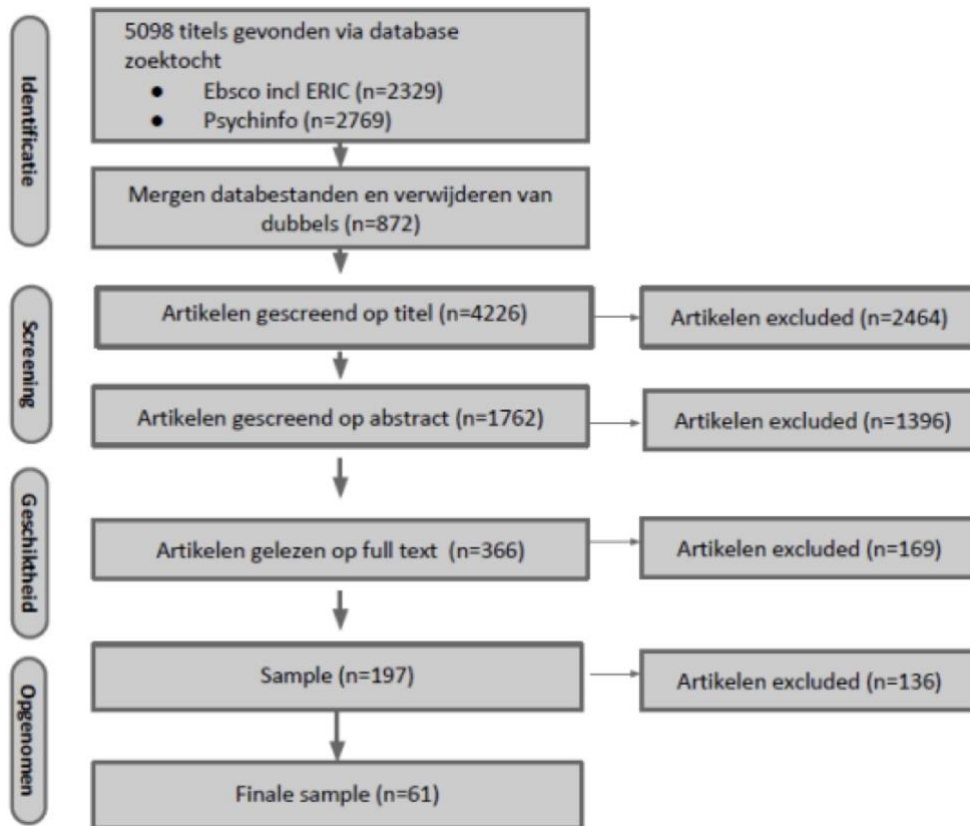 Identificatie
5098 titels gevonden via database
zoektocht
● Ebsco incl ERIC (n=2329)
● Psychinfo (n=2769)
Mergen databestanden en verwijderen van
dubbels (n=872)
Screening
Artikelen gescreend op titel (n=4226)
Artikelen excluded (n=2464)
Artikelen gescreend op abstract (n=1762)
Artikelen excluded (n=1396)
Geschiktheid
Artikelen gelezen op full text (n=366)
Artikelen excluded (n=169)
Opgenomen
Sample (n=197)
Artikelen excluded (n=136)
Finale sample (n=61)